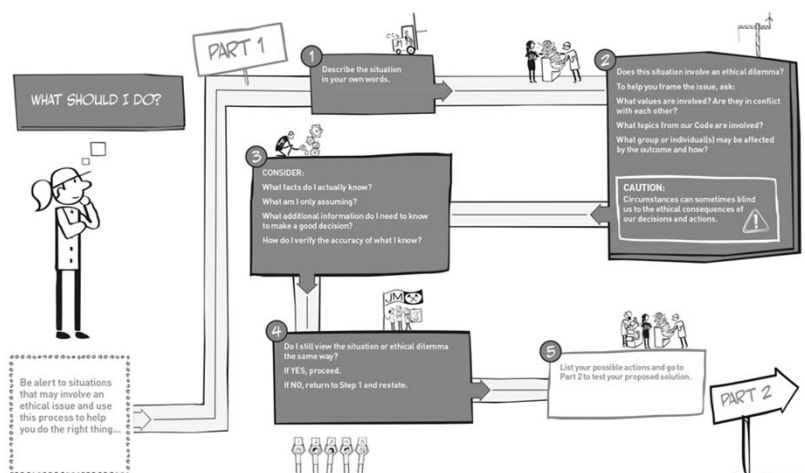 PART 1
WHAT SHOULD I DO?
Be alert to situations
that may involve an
ethical issue and use
this process to help
you do the right thing...
1
Describe the situation
in your own words.
2
Does this situation involve an ethical dilemma?
To help you frame the issue, ask:
What values are involved? Are they in conflict
with each other?
What topics from our Code are involved?
What group or individual(s) may be affected
by the outcome and how?
CAUTION:
Circumstances can sometimes blind
us to the ethical consequences of
our decisions and actions.
3
CONSIDER:
What facts do I actually know?
What am I only assuming?
What additional information do I need to know
to make a good decision?
How do I verify the accuracy of what I know?
JM
4
Do I still view the situation or ethical dilemma
the same way?
If YES, proceed.
If NO, return to Step 1 and restate.
5
List your possible actions and go to
Part 2 to test your proposed solution.
PART 2